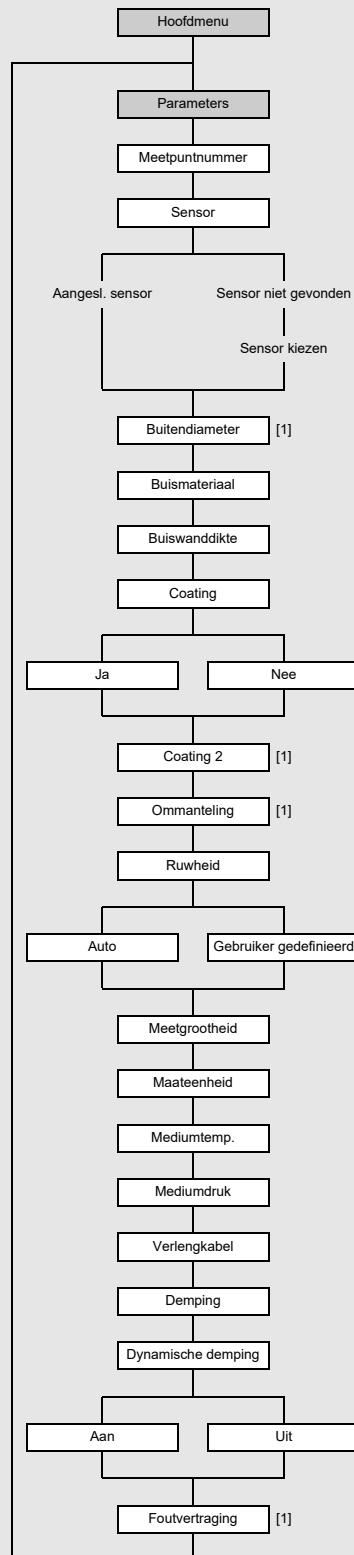 Hoofdmenu
Parameters
Meetpuntnummer
Sensor
Aangesl. sensor
Sensor niet gevonden
Sensor kiezen
Buitendiameter [1]
Buismateriaal
Buiswanddikte
Coating
Ja
Nee
Coating 2 [1]
Ommanteling [1]
Ruwheid
Auto
Gebruiker gedefinieerd
Meetgrootheid
Maateenheid
Mediumtemp.
Mediumdruk
Verlengkabel
Demping
Dynamische demping
Aan
Uit
Foutvertraging [1]